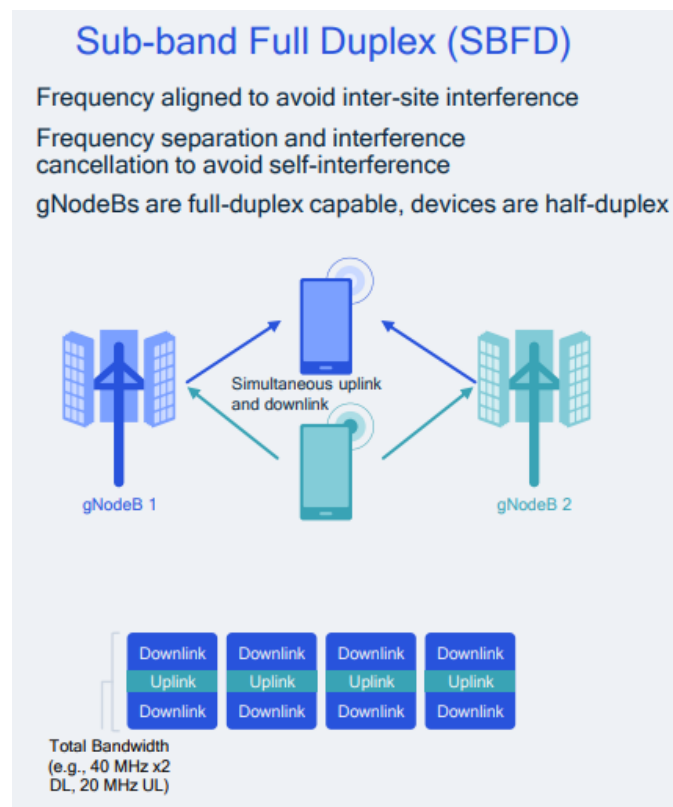 Sub-band Full Duplex (SBFD)
Frequency aligned to avoid inter-site interference
Frequency separation and interference
cancellation to avoid self-interference
gNodeBs are full-duplex capable, devices are half-duplex
Simultaneous uplink
and downlink
gNodeB 1
gNodeB 2
Downlink Downlink Downlink Downlink
Uplink Uplink Uplink Uplink
Downlink Downlink Downlink Downlink
Total Bandwidth
(e.g., 40 MHz x2
DL, 20 MHz UL)